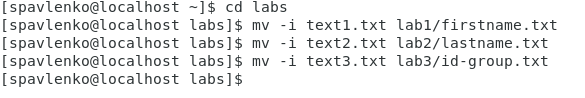 [spavlenko@localhost ~]$ cd labs
[spavlenko@localhost labs]$ mv -i text1.txt lab1/firstname.txt
[spavlenko@localhost labs]$ mv -i text2.txt lab2/lastname.txt
[spavlenko@localhost labs]$ mv -i text3.txt lab3/id-group.txt
[spavlenko@localhost labs]$